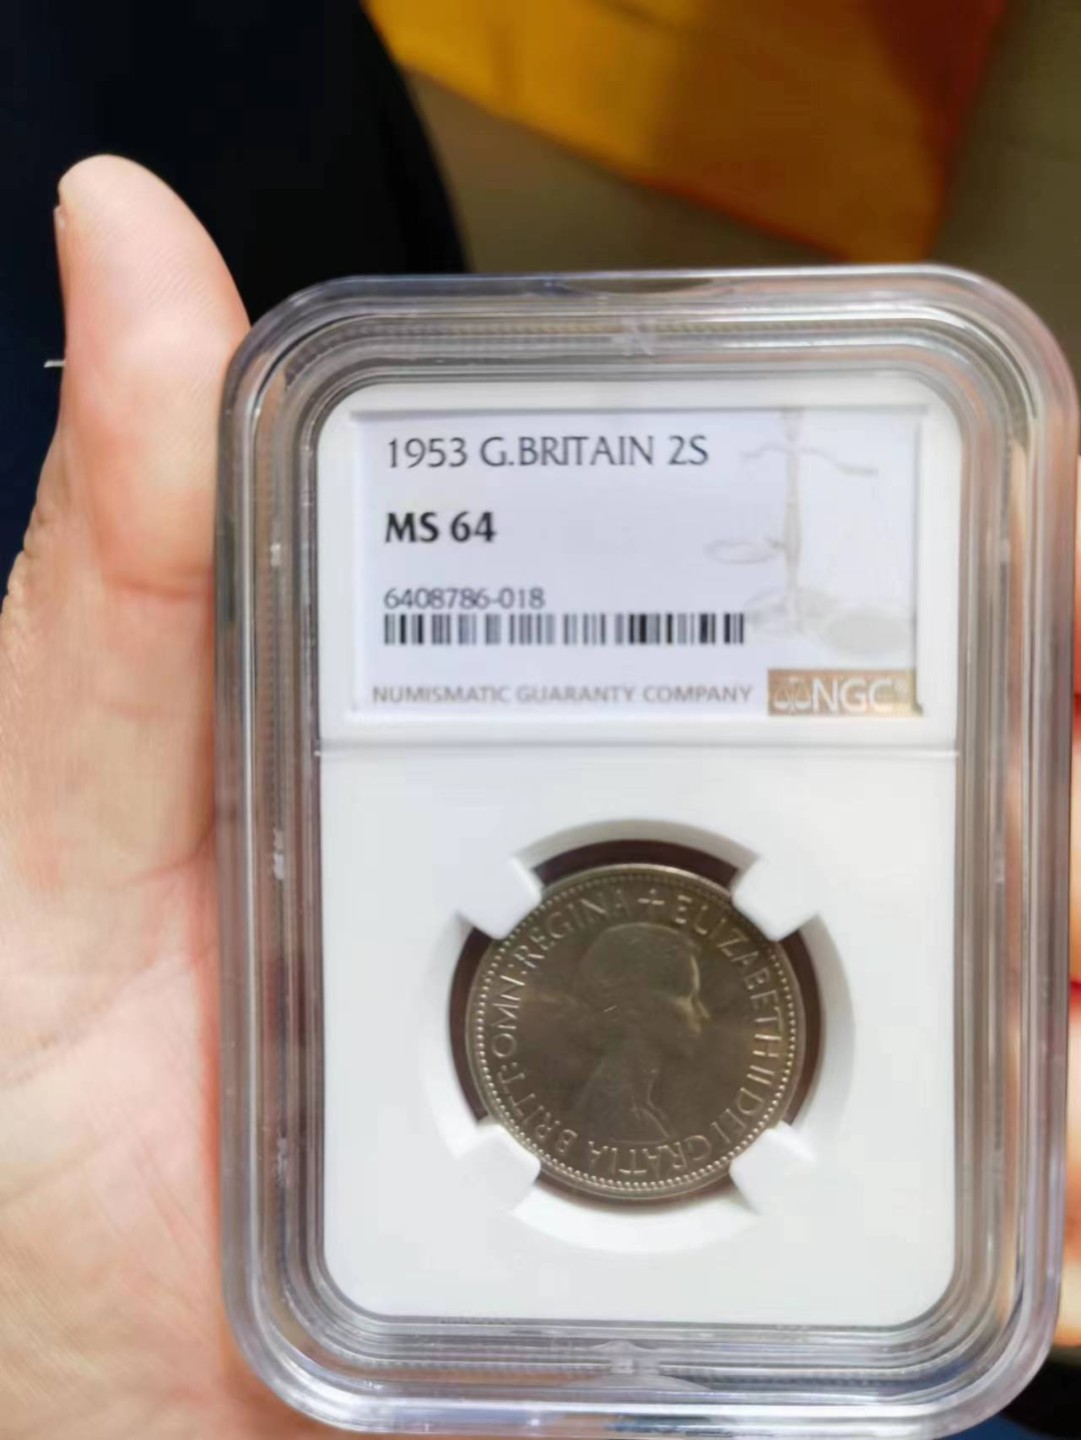 1953 G.BRITAIN 2S
MS 64
6408786-018
NUMISMATIC GUARANTY COMPANY NGC
+ ELIZABETH II DEI GRATIA BRITT:OMN:REGINA